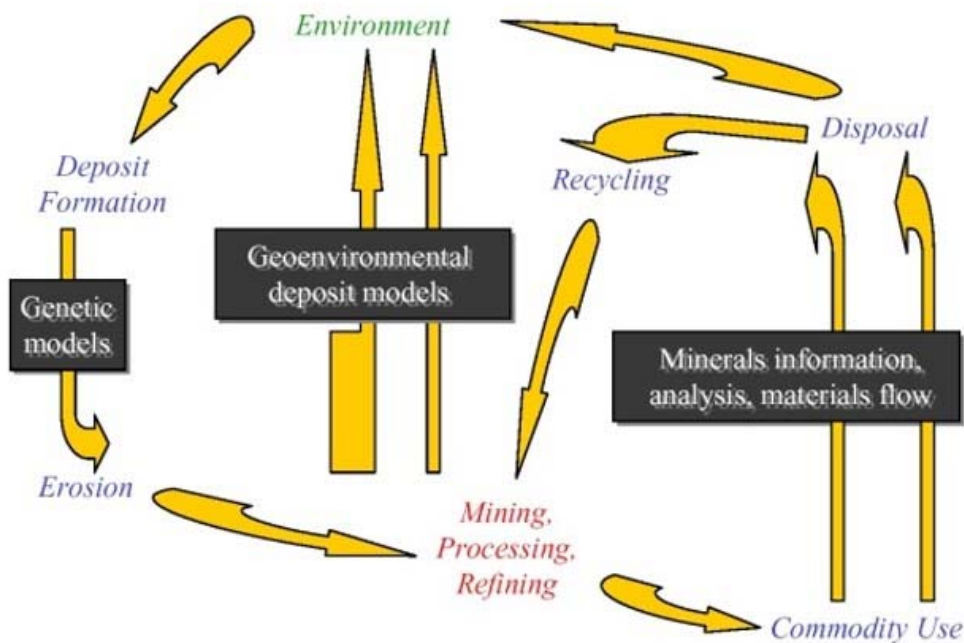 Environment
Disposal
Deposit
Formation
Recycling
Geoenvironmental
deposit models
Genetic
models
Minerals information,
analysis, materials flow
Erosion
Mining,
Processing,
Refining
Commodity Use